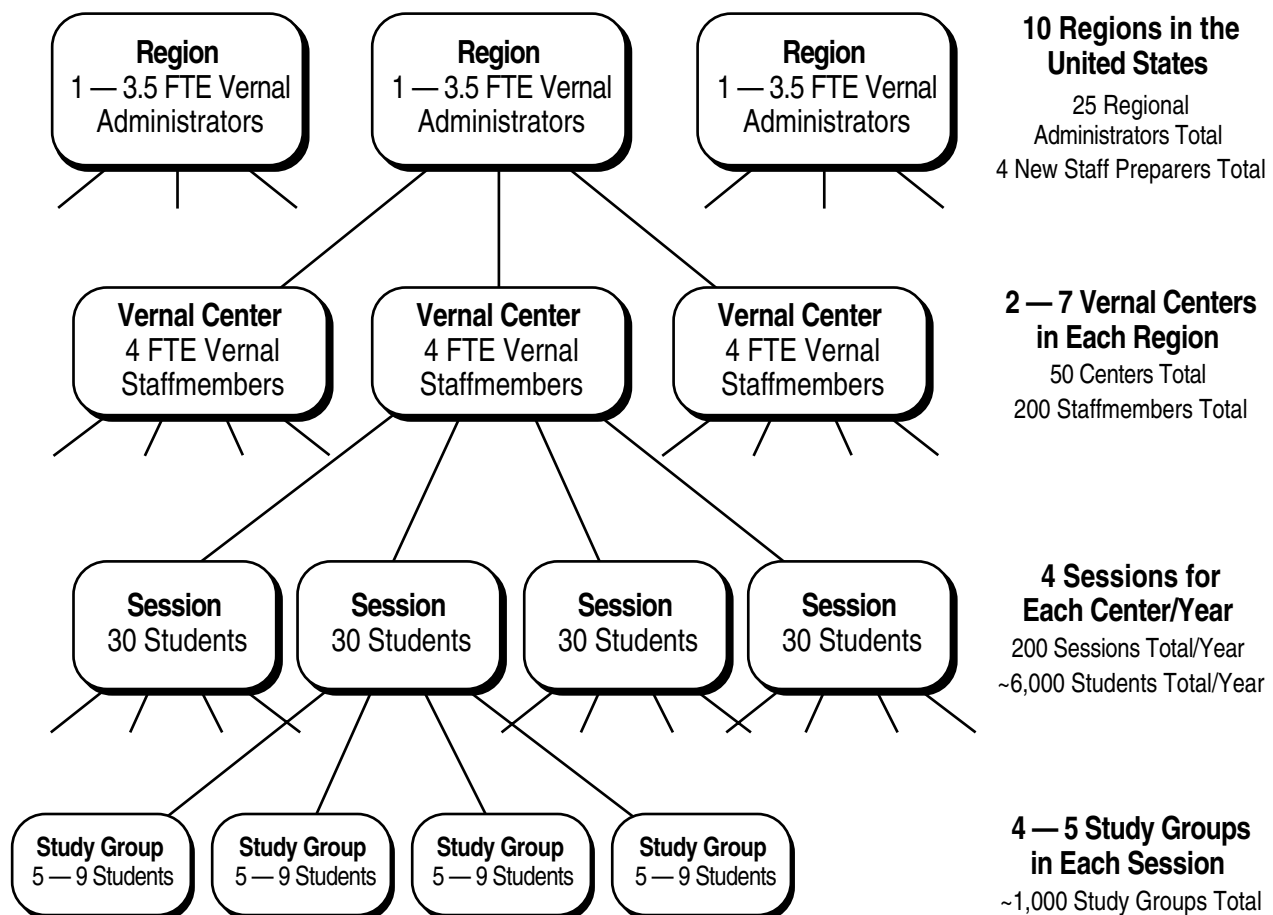 Region
1 — 3.5 FTE Vernal
Administrators
Region
1 — 3.5 FTE Vernal
Administrators
Region
1 — 3.5 FTE Vernal
Administrators
10 Regions in the
United States
25 Regional
Administrators Total
4 New Staff Preparers Total
Vernal Center
4 FTE Vernal
Staffmembers
Vernal Center
4 FTE Vernal
Staffmembers
Vernal Center
4 FTE Vernal
Staffmembers
2 — 7 Vernal Centers
in Each Region
50 Centers Total
200 Staffmembers Total
Session
30 Students
Session
30 Students
Session
30 Students
Session
30 Students
4 Sessions for
Each Center/Year
200 Sessions Total/Year
~6,000 Students Total/Year
Study Group
5 — 9 Students
Study Group
5 — 9 Students
Study Group
5 — 9 Students
Study Group
5 — 9 Students
4 — 5 Study Groups
in Each Session
~1,000 Study Groups Total